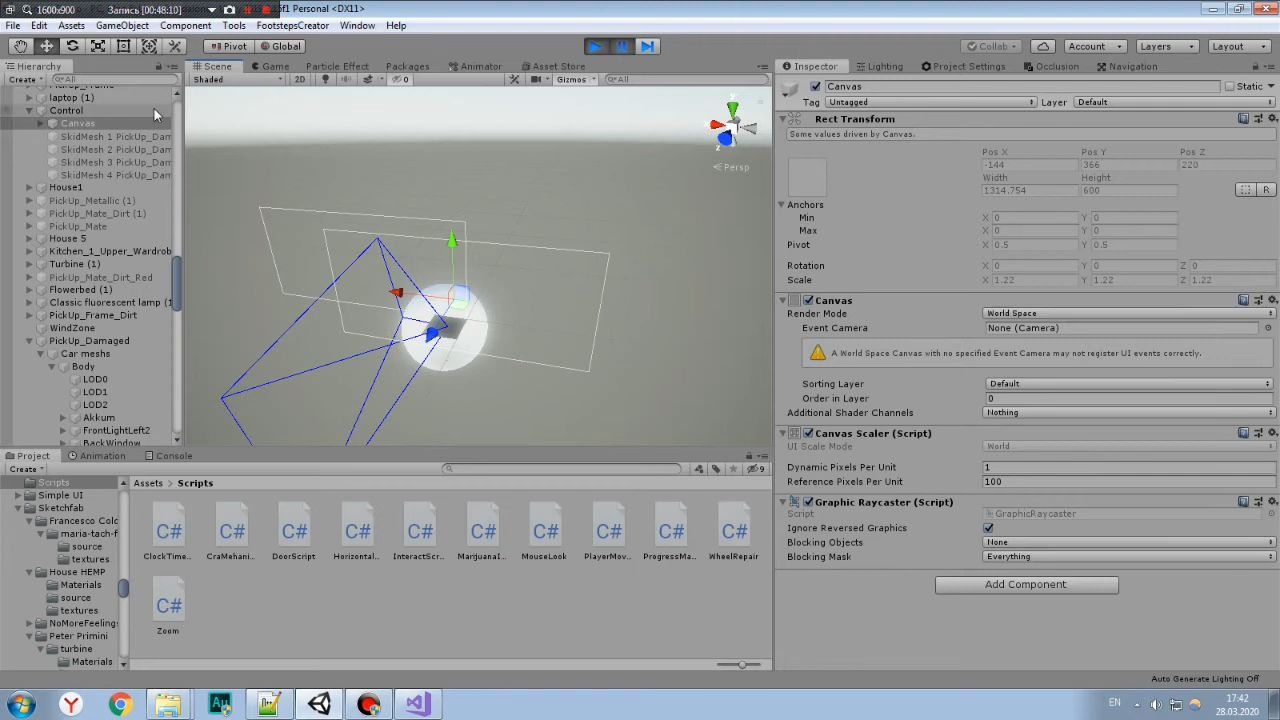 1600x900 Запись [00:48:10] 5f1 Personal <DX11>
File Edit Assets GameObject Component Tools FootstepsCreator Window Help
Pivot Global Collab Account Layers Layout
Hierarchy Scene Game Particle Effect Packages Animator Asset Store Inspector Lighting Project Settings Occlusion Navigation
Create All Shaded 2D 0 Gizmos All
laptop (1)
Control
Canvas
SkidMesh 1 PickUp_Dam
SkidMesh 2 PickUp_Dam
SkidMesh 3 PickUp_Dam
SkidMesh 4 PickUp_Dam
House1
PickUp_Metallic (1)
PickUp_Mate_Dirt (1)
PickUp_Mate
House 5
Kitchen_1_Upper_Wardrob
Turbine (1)
PickUp_Mate_Dirt_Red
Flowerbed (1)
Classic fluorescent lamp (1
PickUp_Frame_Dirt
WindZone
PickUp_Damaged
Car meshs
Body
LOD0
LOD1
LOD2
Akkum
FrontLightLeft2
BackWindow
y
x
z
Persp
Canvas Static
Tag Untagged Layer Default
Rect Transform
Some values driven by Canvas.
Pos X Pos Y Pos Z
-144 366 220
Width Height
1314.754 600
R
Anchors
Min X 0 Y 0
Max X 0 Y 0
Pivot X 0.5 Y 0.5
Rotation X 0 Y 0 Z 0
Scale X 1.22 Y 1.22 Z 1.22
Canvas
Render Mode World Space
Event Camera None (Camera)
A World Space Canvas with no specified Event Camera may not register UI events correctly.
Sorting Layer Default
Order in Layer 0
Additional Shader Channels Nothing
Canvas Scaler (Script)
UI Scale Mode World
Dynamic Pixels Per Unit 1
Reference Pixels Per Unit 100
Graphic Raycaster (Script)
Script GraphicRaycaster
Ignore Reversed Graphics
Blocking Objects None
Blocking Mask Everything
Add Component
Project Animation Console
Create 9
Scripts
Simple UI
Sketchfab
Francesco Colc
maria-tach-f
source
textures
House HEMP
Materials
source
textures
NoMoreFeelings
Peter Primini
turbine
Materials
Assets Scripts
C# C# C# C# C# C# C# C# C# C#
ClockTime... CraMehani... DoorScript Horizontal... InteractScr... MarjuanaI... MouseLook PlayerMov... ProgressMa... WheelRepair
C#
Zoom
Auto Generate Lighting Off
EN 17:42
28.03.2020